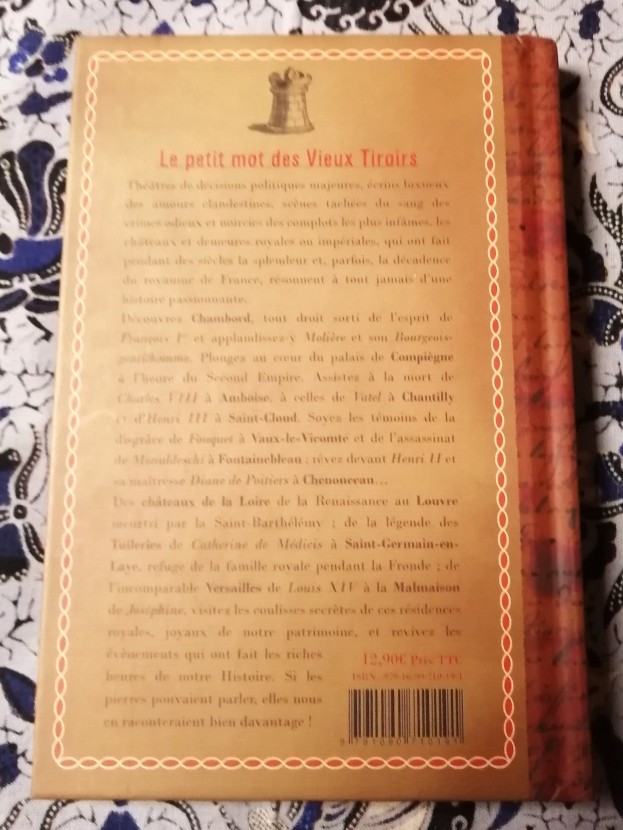 Le petit mot des Vieux Tiroirs
Théâtres de décisions politiques majeures, écrins luxueux
des amours clandestines, scènes tachées du sang des
crimes odieux et noircies des complots les plus infâmes, les
châteaux et demeures royales ou impériales, qui ont fait
pendant des siècles la splendeur et, parfois, la décadence
du royaume de France, résonnent à tout jamais d'une
histoire passionnante.
Découvrez Chambord, tout droit sorti de l'esprit de
François Ier et applaudissez-y Molière et son Bourgeois-
gentilhomme. Plongez au cœur du palais de Compiègne
à l'heure du Second Empire. Assistez à la mort de
Charles VIII à Amboise, à celles de Vatel à Chantilly
et d'Henri III à Saint-Cloud. Soyez les témoins de la
disgrâce de Fouquet à Vaux-le-Vicomte et de l'assassinat
de à Fontainebleau ; rêvez devant Henri II et
sa maîtresse Diane de Poitiers à Chenonceau...
Des châteaux de la Loire de la Renaissance au Louvre
meurtri par la Saint-Barthélémy ; de la légende des
Tuileries de Catherine de Médicis à Saint-Germain-en-
Laye, refuge de la famille royale pendant la Fronde ; de
l'incomparable Versailles de Louis XIV à la Malmaison
de Joséphine, visitez les coulisses secrètes de ces résidences
royales, joyaux de notre patrimoine, et revivez les
évènements qui ont fait les riches
heures de notre Histoire. Si les
pierres pouvaient parler, elles nous
en raconteraient bien davantage !
12,90€ Prix TTC
ISBN :
9 791090 710191